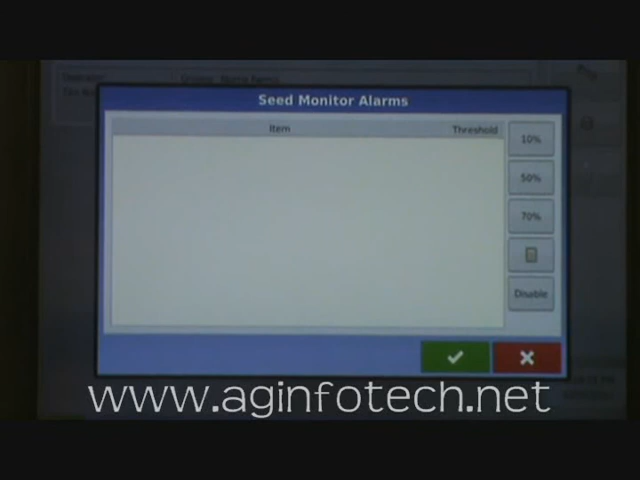 Seed Monitor Alarms
Item Threshold
10%
50%
70%
Disable
www.aginfotech.net